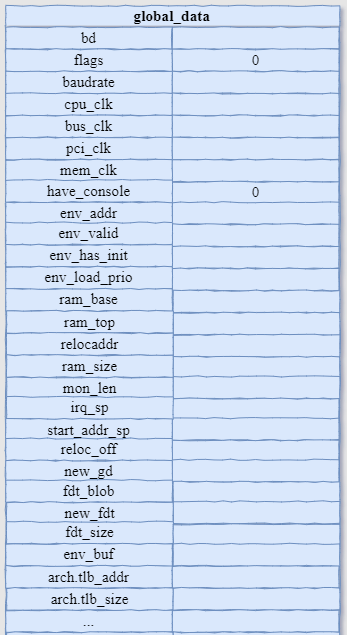 global_data
bd
flags 0
baudrate
cpu_clk
bus_clk
pci_clk
mem_clk
have_console 0
env_addr
env_valid
env_has_init
env_load_prio
ram_base
ram_top
relocaddr
ram_size
mon_len
irq_sp
start_addr_sp
reloc_off
new_gd
fdt_blob
new_fdt
fdt_size
env_buf
arch.tlb_addr
arch.tlb_size
...